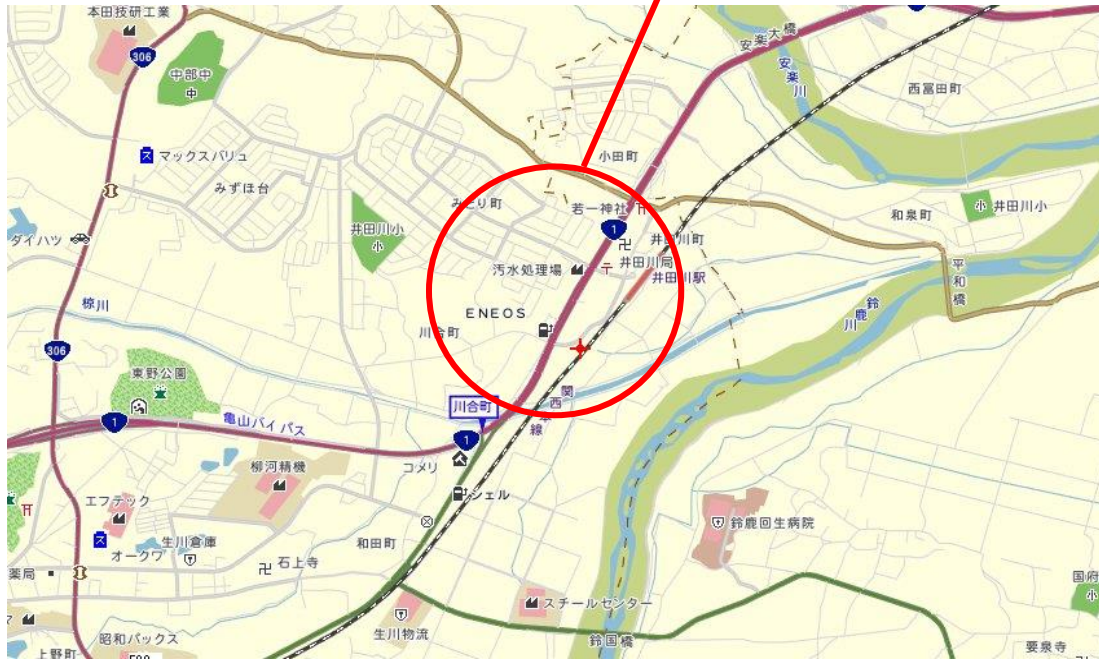 本田技研工業
306
中部中
中
安楽大橋
安楽川
西冨田町
マックスバリュ
小田町
みずほ台
みどり町
若一神社
井田川小
小
和泉町
小
井田川小
ダイハツ
1
井田川町
汚水処理場
井田川局
井田川駅
平和橋
椋川
ENEOS
鈴鹿川
川合町
306
東野公園
関西線
川合町
1
亀山バイパス
1
コメリ
柳河精機
シェル
エフテック
鈴鹿回生病院
生川倉庫
オークワ
和田町
石上寺
薬局
国府
小
スチールセンター
マ
生川物流
昭和パックス
鈴国橋
要泉寺
上野町